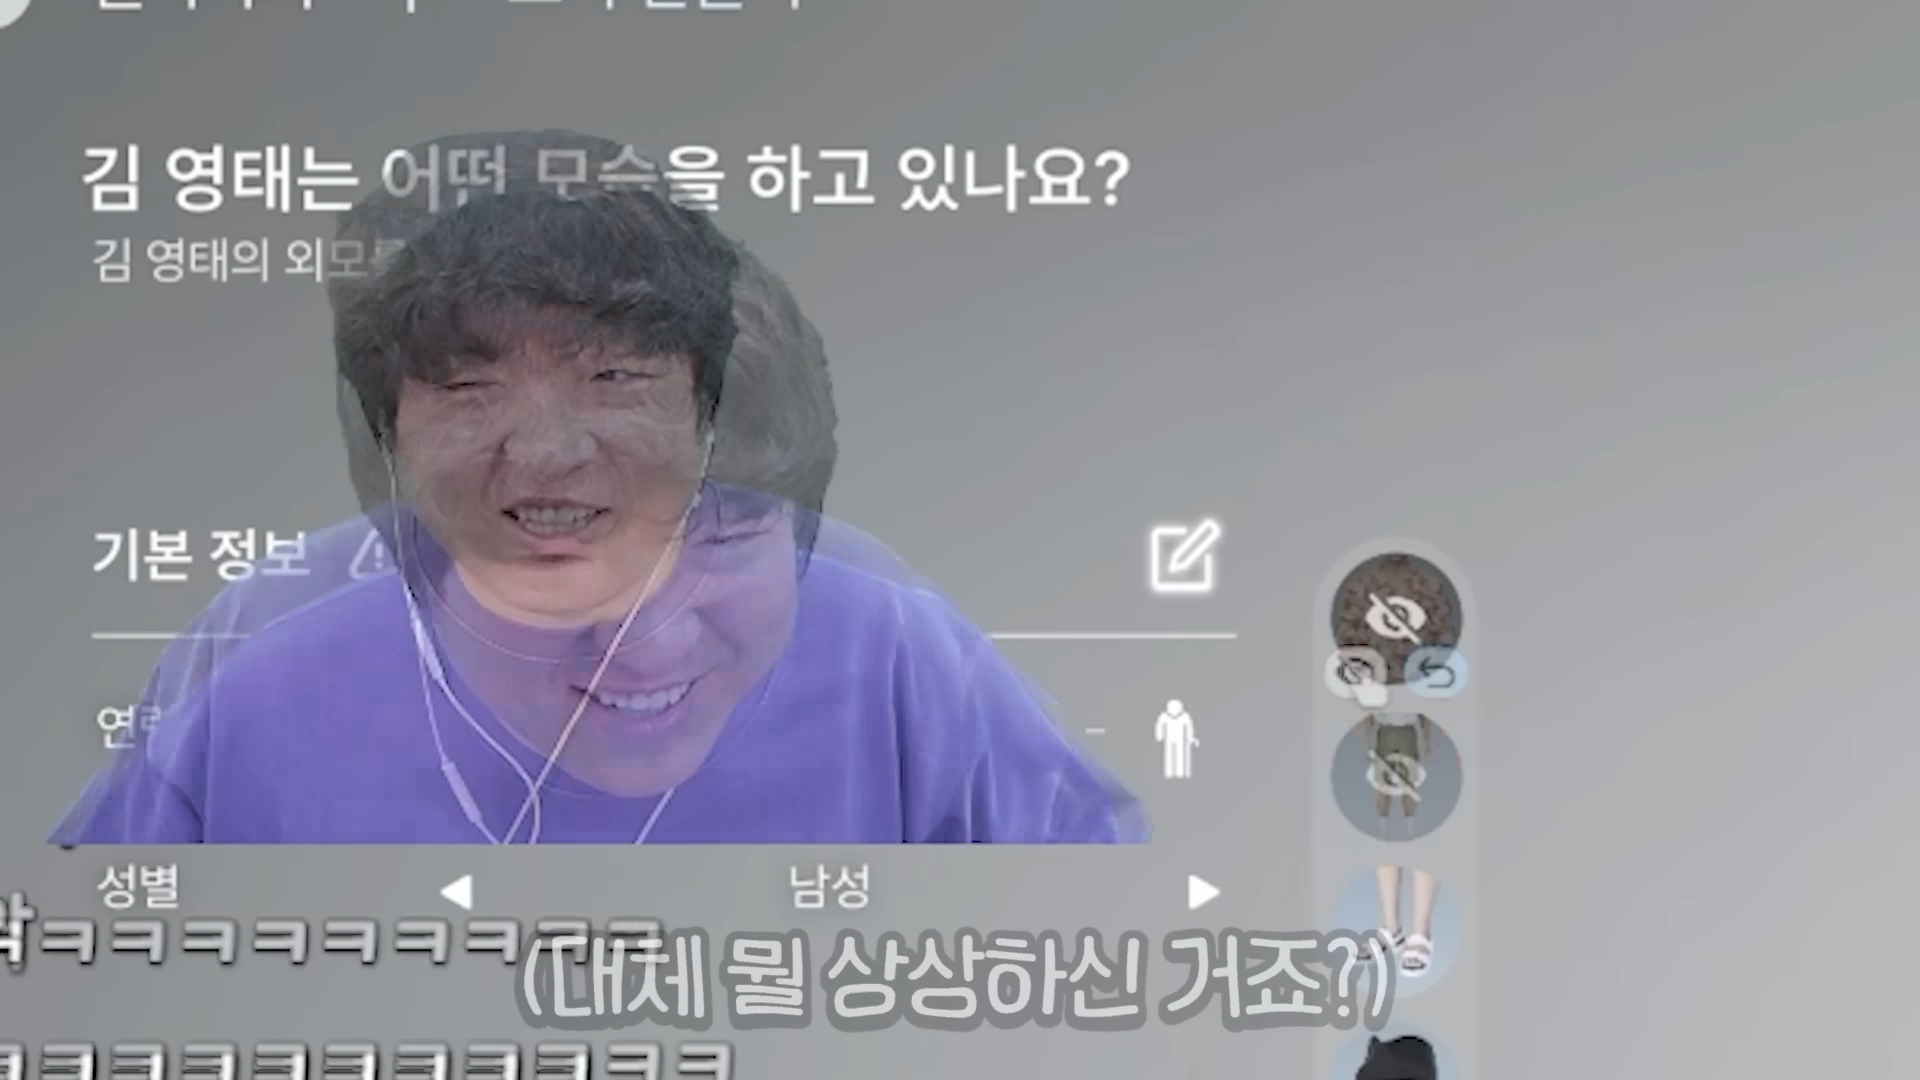 김 영태는 어떤 모습을 하고 있나요?
김 영태의 외모를
기본 정보
성별 남성
ㅋㅋㅋㅋㅋㅋㅋㅋㅋ
(대체 뭘 상상하신 거죠?)
ㅋㅋㅋㅋㅋㅋㅋㅋㅋㅋㅋ